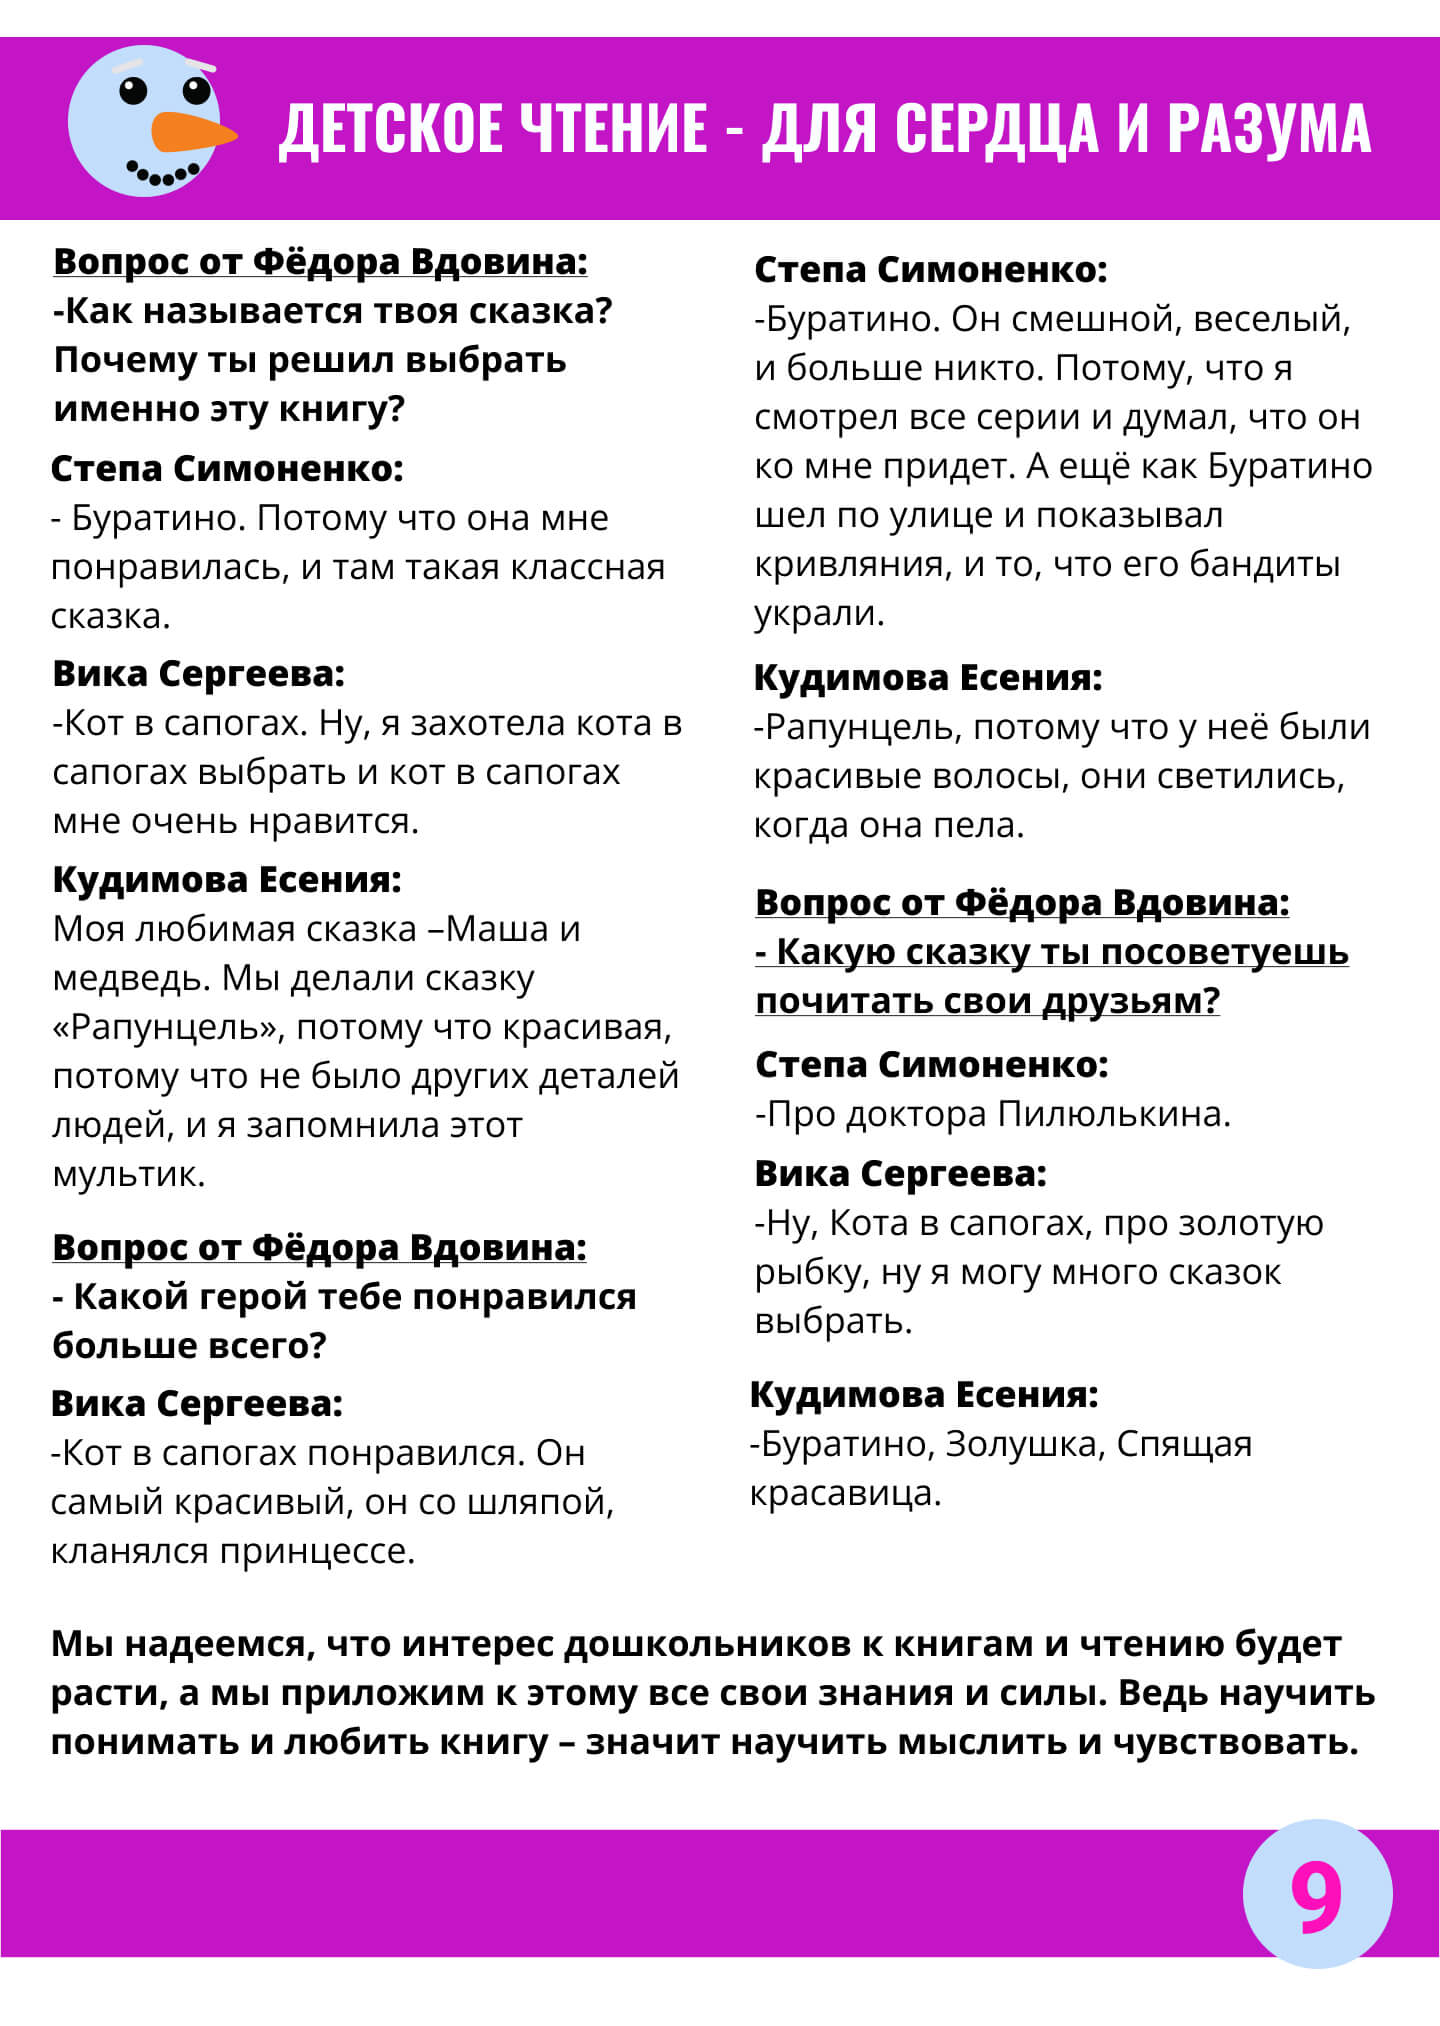 ДЕТСКОЕ ЧТЕНИЕ - ДЛЯ СЕРДЦА И РАЗУМА
Вопрос от Фёдора Вдовина:
-Как называется твоя сказка?
Почему ты решил выбрать
именно эту книгу?
Степа Симоненко:
- Буратино. Потому что она мне
понравилась, и там такая классная
сказка.
Вика Сергеева:
-Кот в сапогах. Ну, я захотела кота в
сапогах выбрать и кот в сапогах
мне очень нравится.
Кудимова Есения:
Моя любимая сказка –Маша и
медведь. Мы делали сказку
«Рапунцель», потому что красивая,
потому что не было других деталей
людей, и я запомнила этот
мультик.
Вопрос от Фёдора Вдовина:
- Какой герой тебе понравился
больше всего?
Вика Сергеева:
-Кот в сапогах понравился. Он
самый красивый, он со шляпой,
кланялся принцессе.
Степа Симоненко:
-Буратино. Он смешной, веселый,
и больше никто. Потому, что я
смотрел все серии и думал, что он
ко мне придет. А ещё как Буратино
шел по улице и показывал
кривляния, и то, что его бандиты
украли.
Кудимова Есения:
-Рапунцель, потому что у неё были
красивые волосы, они светились,
когда она пела.
Вопрос от Фёдора Вдовина:
- Какую сказку ты посоветуешь
почитать свои друзьям?
Степа Симоненко:
-Про доктора Пилюлькина.
Вика Сергеева:
-Ну, Кота в сапогах, про золотую
рыбку, ну я могу много сказок
выбрать.
Кудимова Есения:
-Буратино, Золушка, Спящая
красавица.
Мы надеемся, что интерес дошкольников к книгам и чтению будет
расти, а мы приложим к этому все свои знания и силы. Ведь научить
понимать и любить книгу – значит научить мыслить и чувствовать.
9